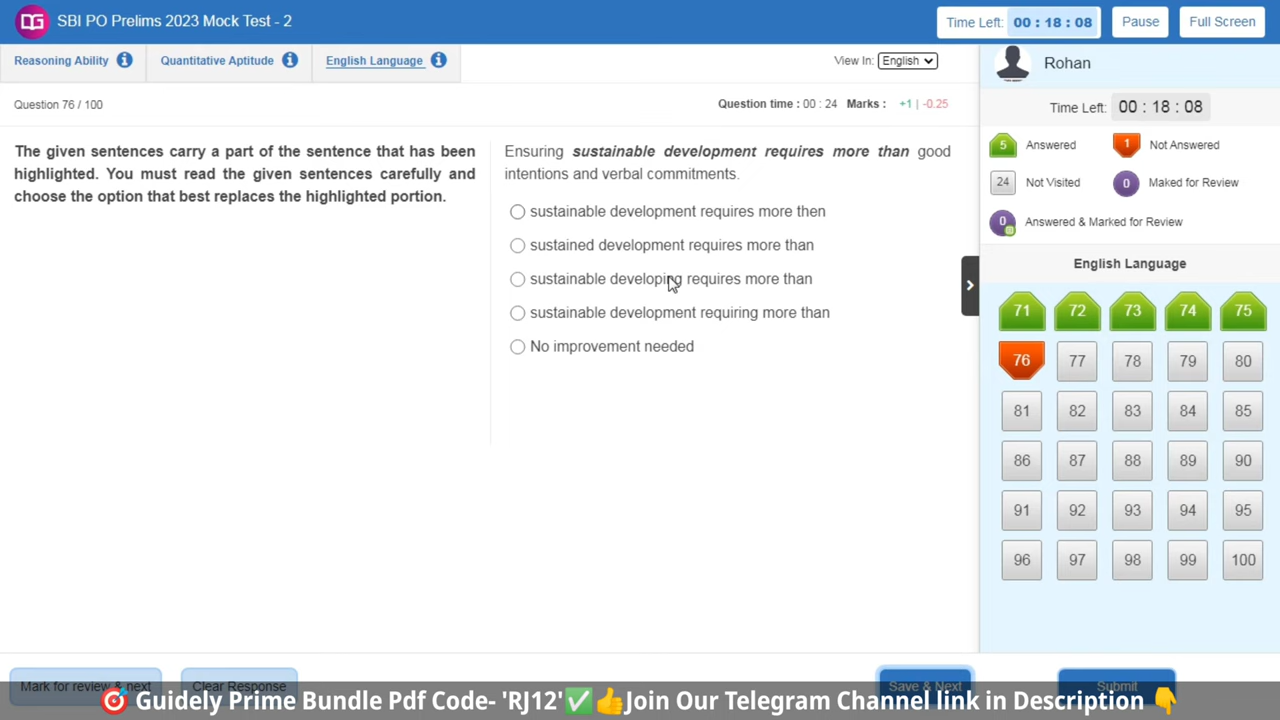 DG SBI PO Prelims 2023 Mock Test - 2
Time Left: 00 : 18 : 08 Pause Full Screen
Reasoning Ability i Quantitative Aptitude i English Language i
View In: English
Rohan
Question 76 / 100
Question time : 00 : 24 Marks : +1 | -0.25
Time Left: 00 : 18 : 08
The given sentences carry a part of the sentence that has been
highlighted. You must read the given sentences carefully and
choose the option that best replaces the highlighted portion.
Ensuring sustainable development requires more than good
intentions and verbal commitments.
sustainable development requires more then
sustained development requires more than
sustainable developing requires more than
sustainable development requiring more than
No improvement needed
5 Answered 1 Not Answered
24 Not Visited 0 Maked for Review
0 Answered & Marked for Review
English Language
71 72 73 74 75
76 77 78 79 80
81 82 83 84 85
86 87 88 89 90
91 92 93 94 95
96 97 98 99 100
Mark for review & next Clear Response Save & Next Submit
🎯 Guidely Prime Bundle Pdf Code- 'RJ12'✅👍Join Our Telegram Channel link in Description 👇